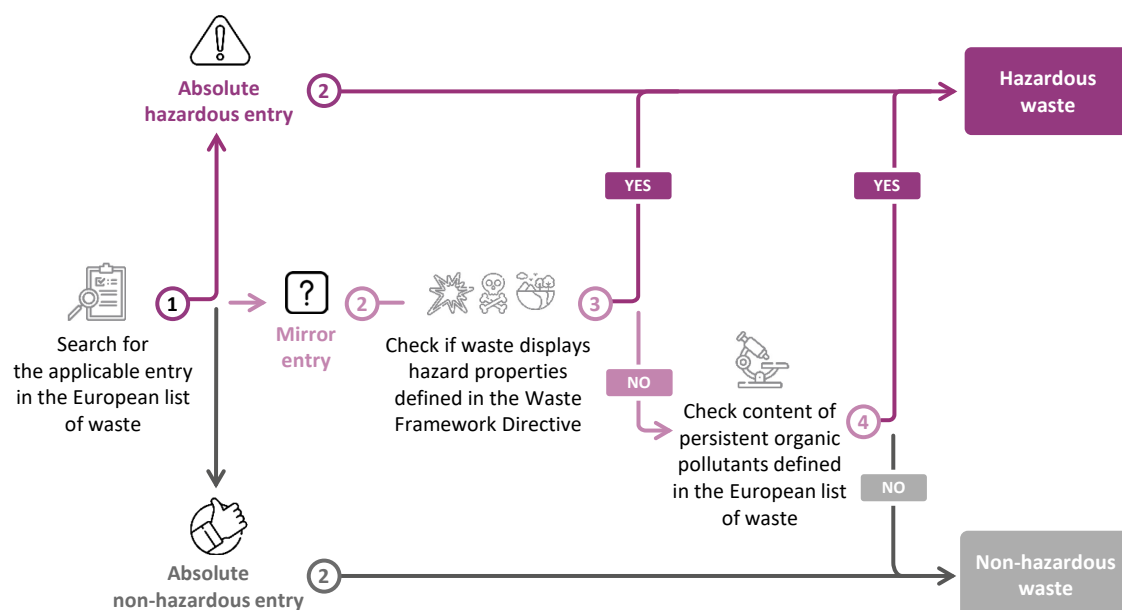 Absolute
hazardous entry
2
Hazardous
waste
YES
YES
1
Search for
the applicable entry
in the European list
of waste
?
Mirror
entry
2
Check if waste displays
hazard properties
defined in the Waste
Framework Directive
3
NO
Check content of
persistent organic
pollutants defined
in the European list
of waste
4
NO
Absolute
non-hazardous entry
2
Non-hazardous
waste